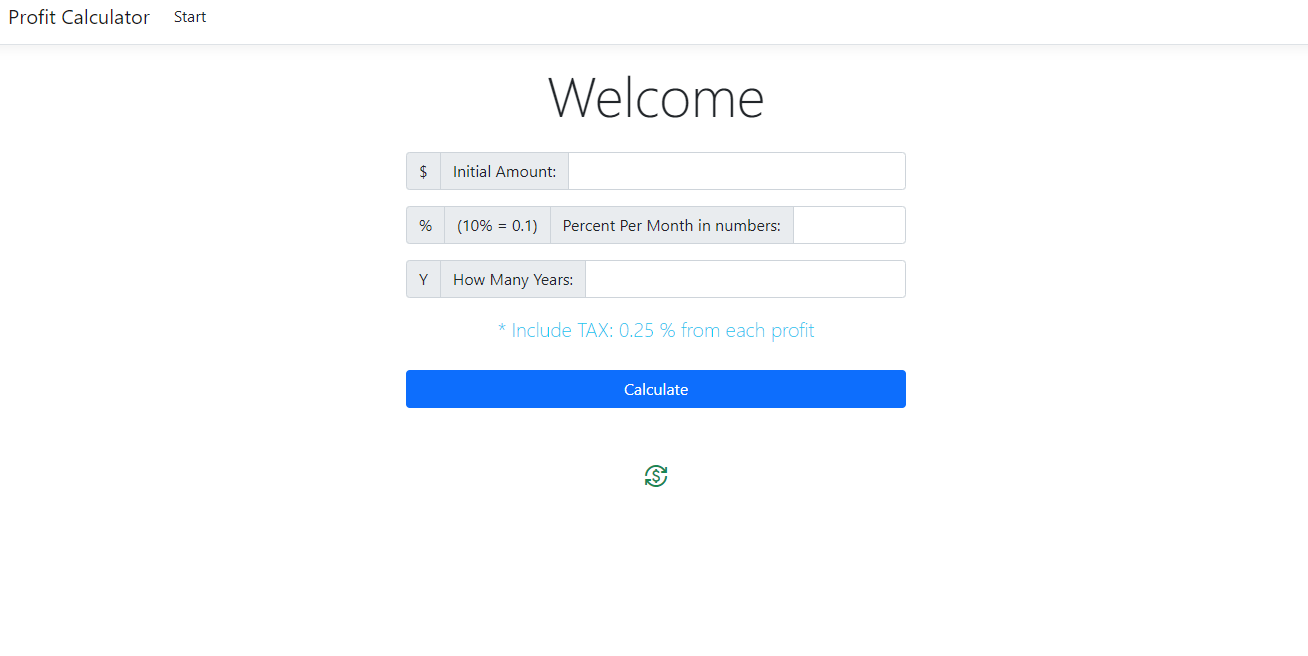 Profit Calculator Start
Welcome
$ Initial Amount:
% (10% = 0.1) Percent Per Month in numbers:
Y How Many Years:
* Include TAX: 0.25 % from each profit
Calculate
$